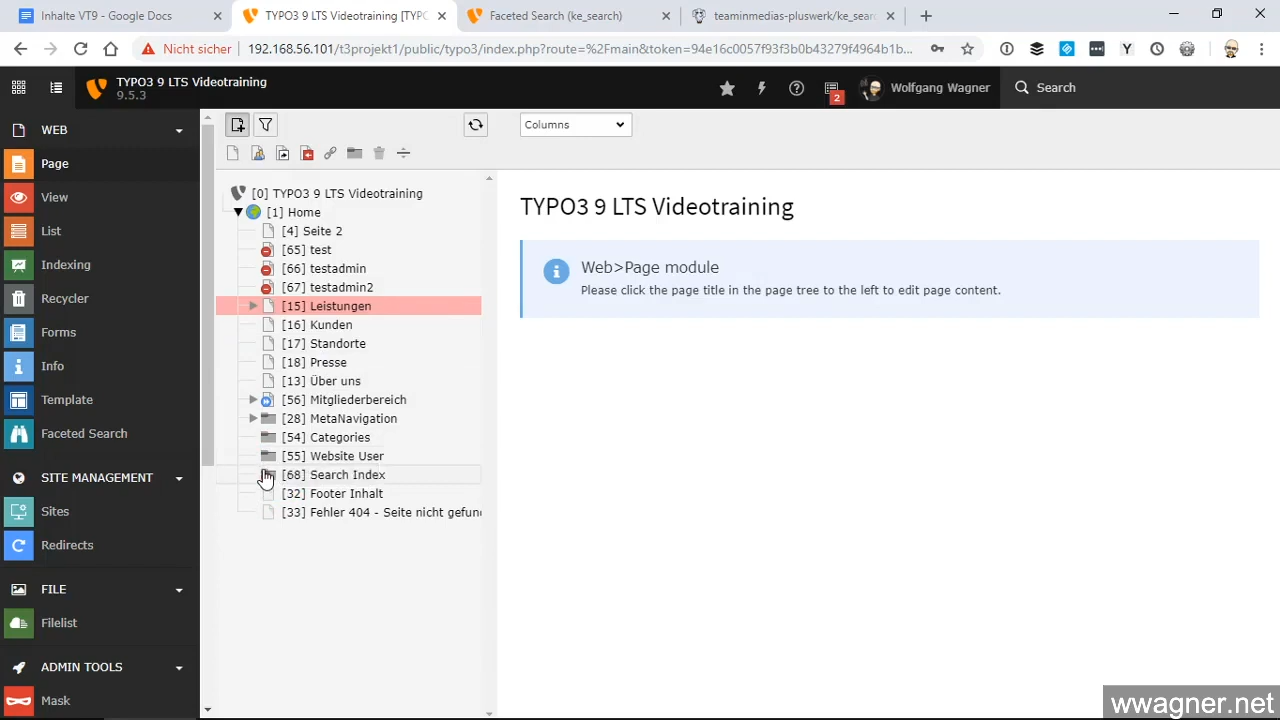 Inhalte VT9 - Google Docs
TYPO3 9 LTS Videotraining [TYPC
Faceted Search (ke_search)
teaminmedias-pluswerk/ke_searc
Nicht sicher
192.168.56.101/t3projekt1/public/typo3/index.php?route=%2Fmain&token=94e16c0057f93f3b0b43279f4964b1b...
Y
TYPO3 9 LTS Videotraining
9.5.3
2
Wolfgang Wagner
Search
WEB
Page
View
List
Indexing
Recycler
Forms
Info
Template
Faceted Search
SITE MANAGEMENT
Sites
Redirects
FILE
Filelist
ADMIN TOOLS
Mask
Columns
[0] TYPO3 9 LTS Videotraining
[1] Home
[4] Seite 2
[65] test
[66] testadmin
[67] testadmin2
[15] Leistungen
[16] Kunden
[17] Standorte
[18] Presse
[13] Über uns
[56] Mitgliederbereich
[28] MetaNavigation
[54] Categories
[55] Website User
[68] Search Index
[32] Footer Inhalt
[33] Fehler 404 - Seite nicht gefun
TYPO3 9 LTS Videotraining
Web>Page module
Please click the page title in the page tree to the left to edit page content.
wwagner.net